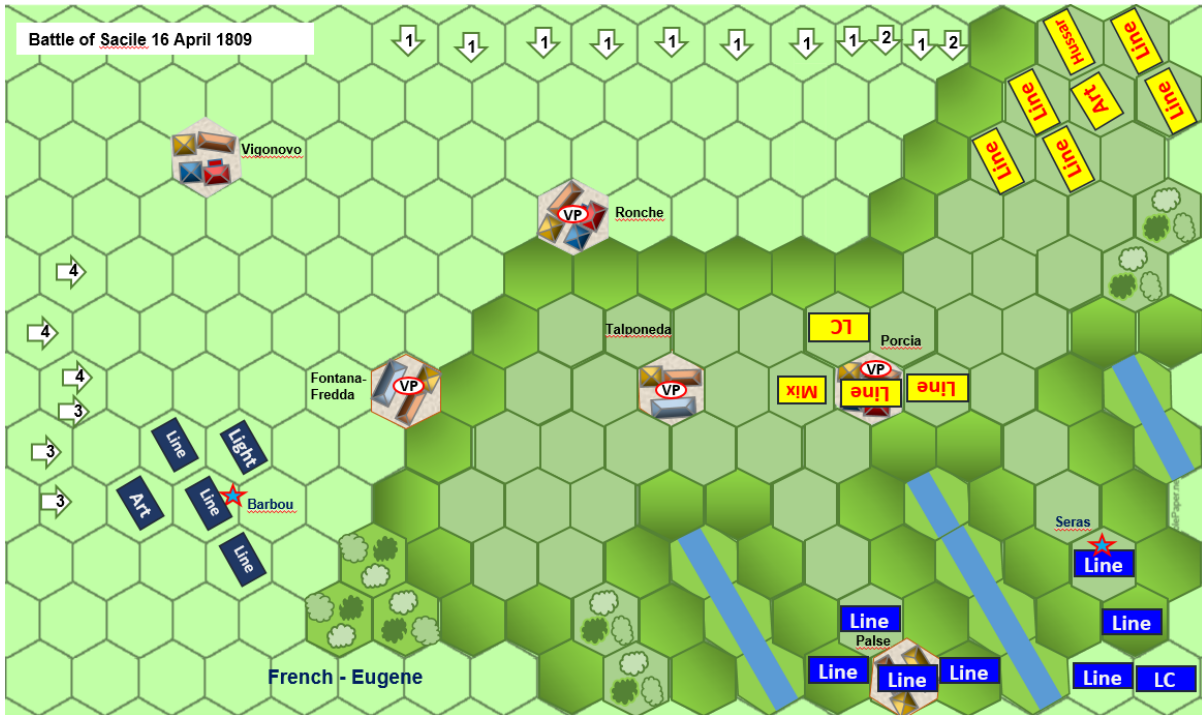 Battle of Sacile 16 April 1809
1 1 1 1 1 1 1 1 2 1 2
Hussar
Line
Line
Art
Line
Line
Line
Vigonovo
VP
Ronche
4
4
LC
Talponeda
Porcia
VP
4
Fontana-
Fredda
VP
VP
Mix
Line
Line
3
Line
Light
3
Art
Line
Barbou
3
Seras
Line
Line
Line
Line
Palse
Line
Line
Line
Line
LC
French - Eugene